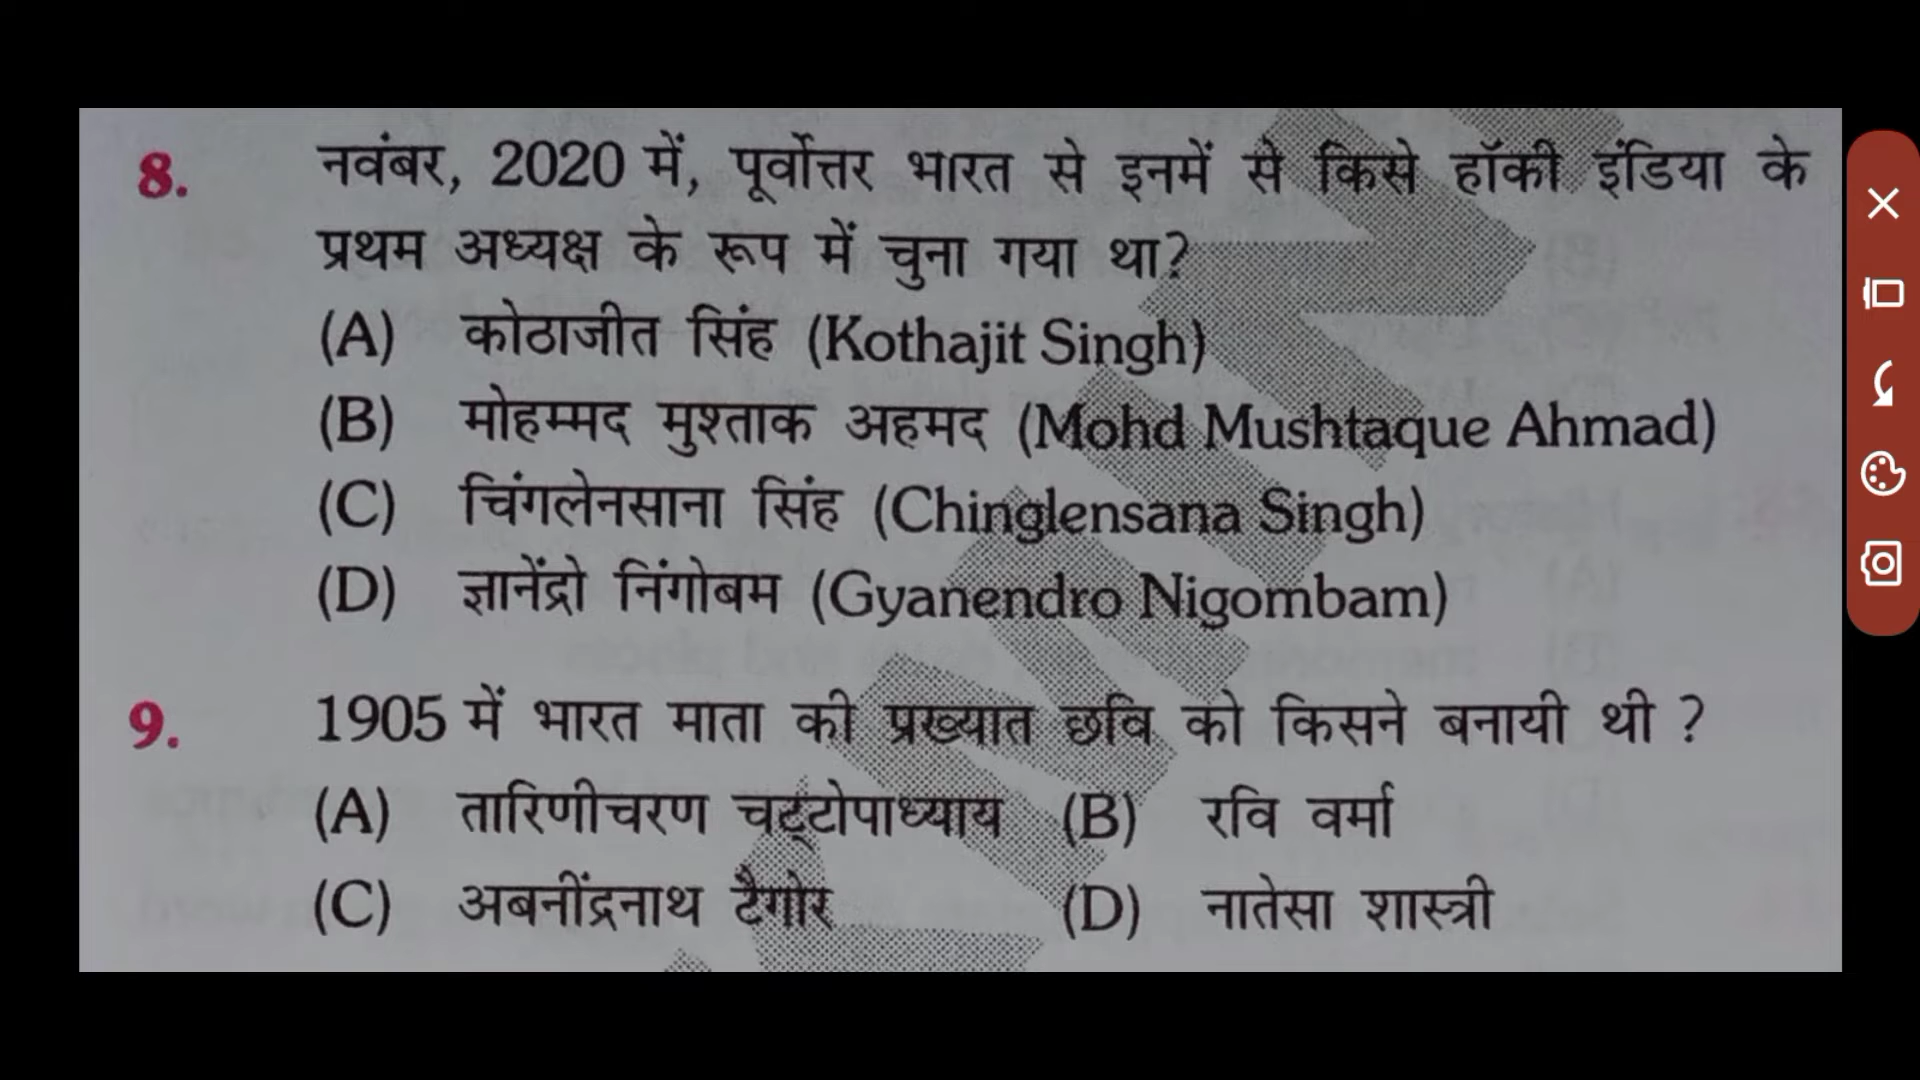 8. नवंबर, 2020 में, पूर्वोत्तर भारत से इनमें से किसे हॉकी इंडिया के
प्रथम अध्यक्ष के रूप में चुना गया था?
(A) कोठाजीत सिंह (Kothajit Singh)
(B) मोहम्मद मुश्ताक अहमद (Mohd Mushtaque Ahmad)
(C) चिंगलेनसाना सिंह (Chinglensana Singh)
(D) ज्ञानेंद्रो निंगोबम (Gyanendro Nigombam)
9. 1905 में भारत माता की प्रख्यात छवि को किसने बनायी थी ?
(A) तारिणीचरण चट्टोपाध्याय (B) रवि वर्मा
(C) अबनींद्रनाथ टैगोर (D) नातेसा शास्त्री